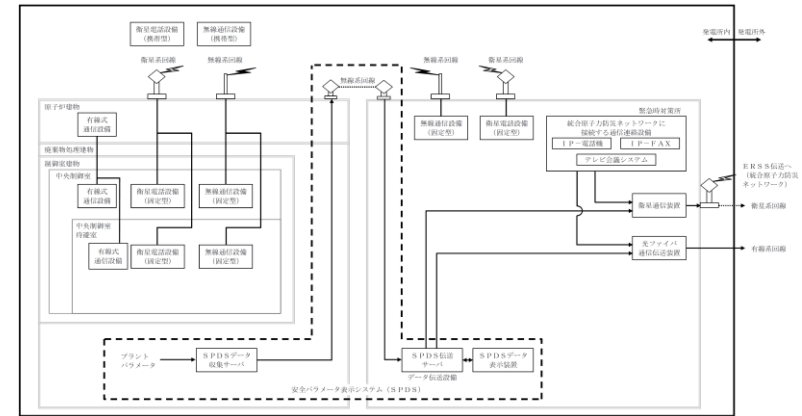 衛星電話設備
（携帯型）
無線通信設備
（携帯型）
発電所内
発電所外
衛星系回線
無線系回線
無線系回線
無線系回線
衛星系回線
原子炉建物
有線式
通信設備
廃棄物処理建物
制御室建物
中央制御室
有線式
通信設備
衛星電話設備
（固定型）
無線通信設備
（固定型）
中央制御室
待避室
有線式
通信設備
衛星電話設備
（固定型）
無線通信設備
（固定型）
無線通信設備
（固定型）
衛星電話設備
（固定型）
緊急時対策所
統合原子力防災ネットワークに
接続する通信連絡設備
ＩＰ－電話機
ＩＰ－ＦＡＸ
テレビ会議システム
ＥＲＳＳ伝送へ
（統合原子力防災
ネットワーク）
衛星通信装置
衛星系回線
光ファイバ
通信伝送装置
有線系回線
プラント
パラメータ
ＳＰＤＳデータ
収集サーバ
ＳＰＤＳ伝送
サーバ
ＳＰＤＳデータ
表示装置
データ伝送設備
安全パラメータ表示システム（ＳＰＤＳ）